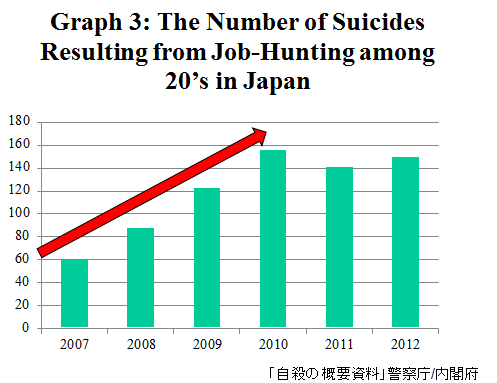 Graph 3: The Number of Suicides
Resulting from Job-Hunting among
20’s in Japan
180
160
140
120
100
80
60
40
20
0
2007 2008 2009 2010 2011 2012
「自殺の概要資料」警察庁/内閣府